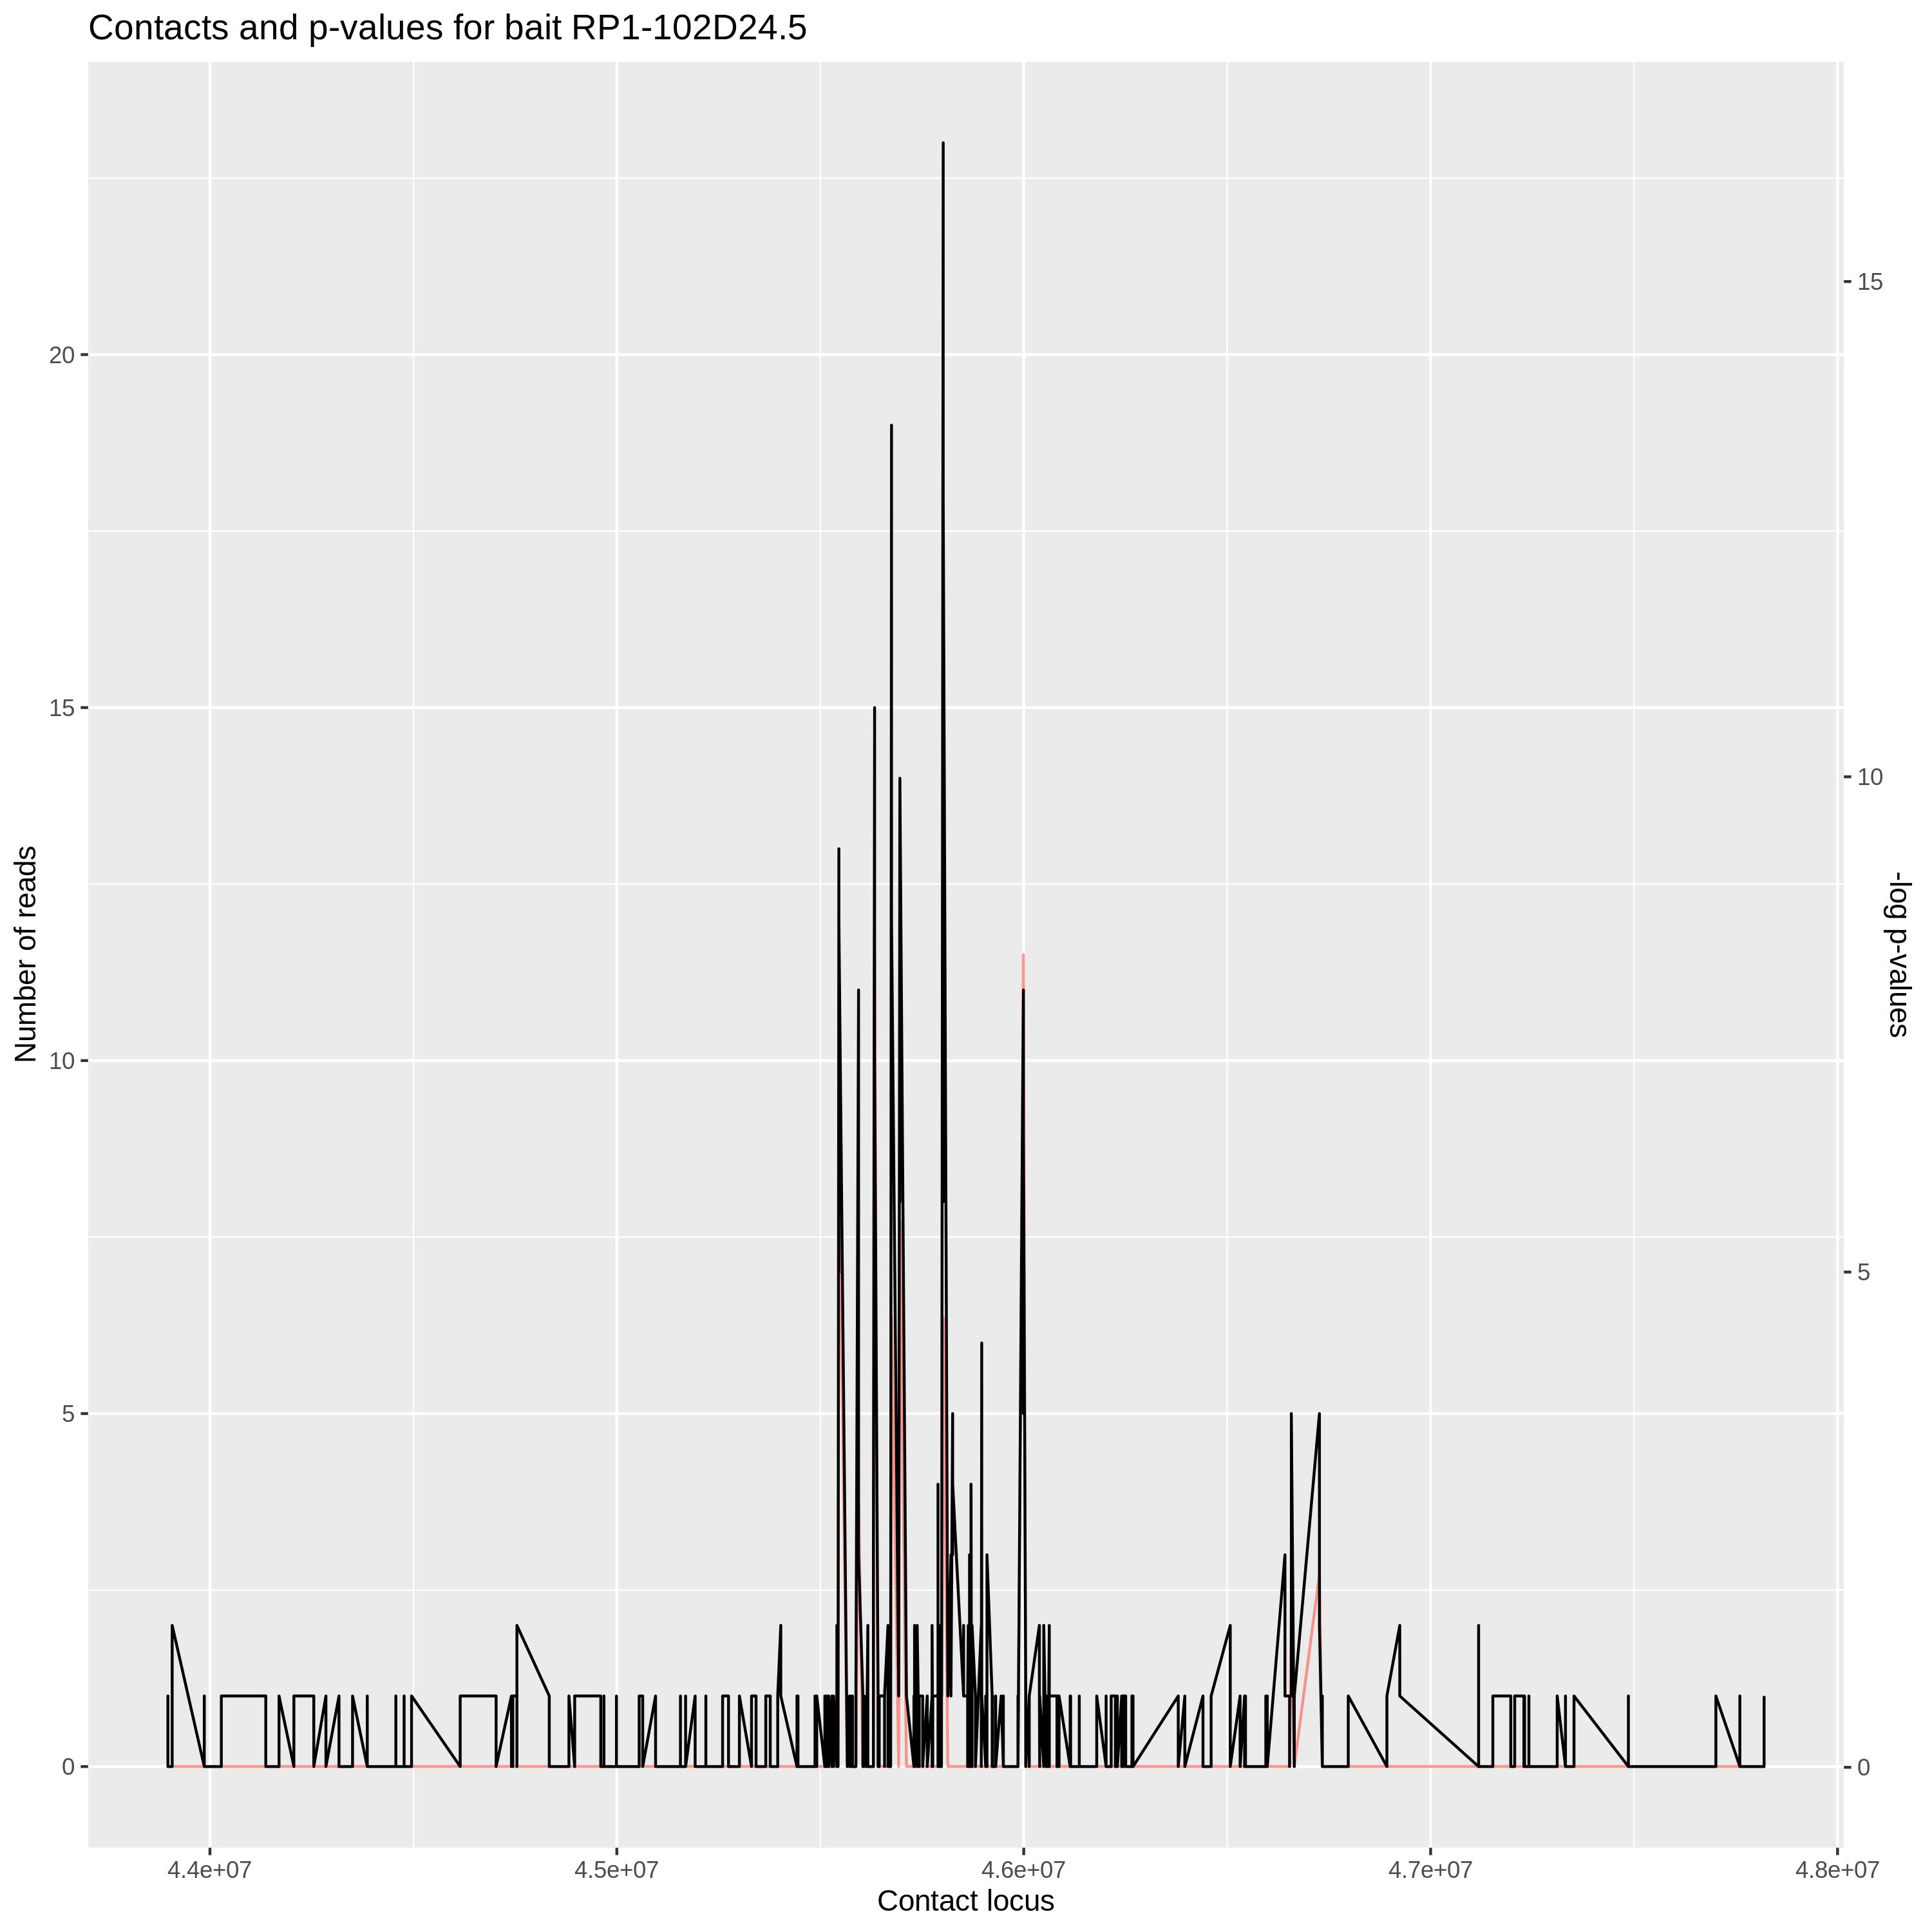 Contacts and p-values for bait RP1-102D24.5
20
15
10
5
0
Number of reads
15
10
5
0
-log p-values
4.4e+07 4.5e+07 4.6e+07 4.7e+07 4.8e+07
Contact locus